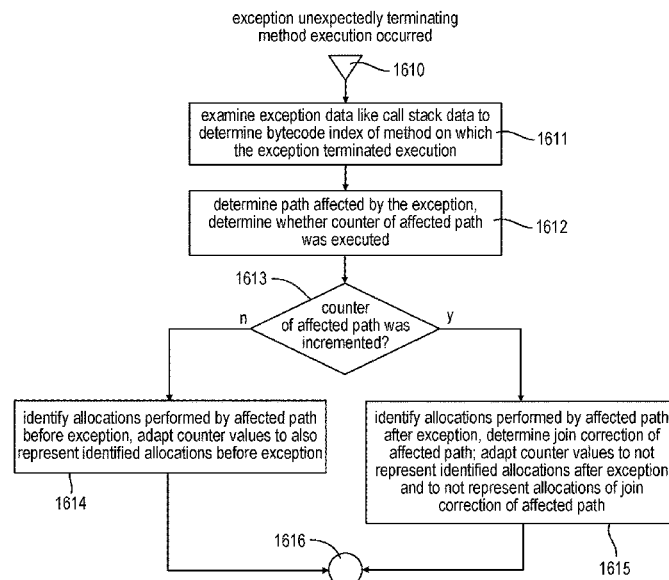 exception unexpectedly terminating
method execution occurred
1610
examine exception data like call stack data to
determine bytecode index of method on which
the exception terminated execution
1611
determine path affected by the exception,
determine whether counter of affected path
was executed
1612
1613
counter
of affected path was
incremented?
n
y
identify allocations performed by affected path
before exception, adapt counter values to also
represent identified allocations before exception
1614
identify allocations performed by affected path
after exception, determine join correction of
affected path; adapt counter values to not
represent identified allocations after exception
and to not represent allocations of join
correction of affected path
1615
1616